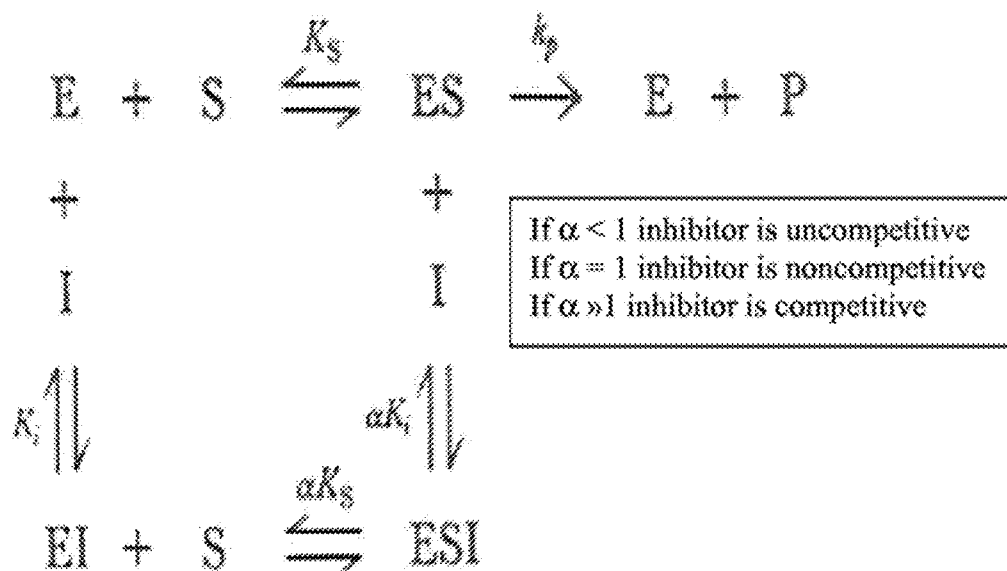 K_S k_p
E + S ⇌ ES → E + P
+ +
If α < 1 inhibitor is uncompetitive
If α = 1 inhibitor is noncompetitive
If α »1 inhibitor is competitive
I I
K_i αK_i
αK_S
EI + S ⇌ ESI